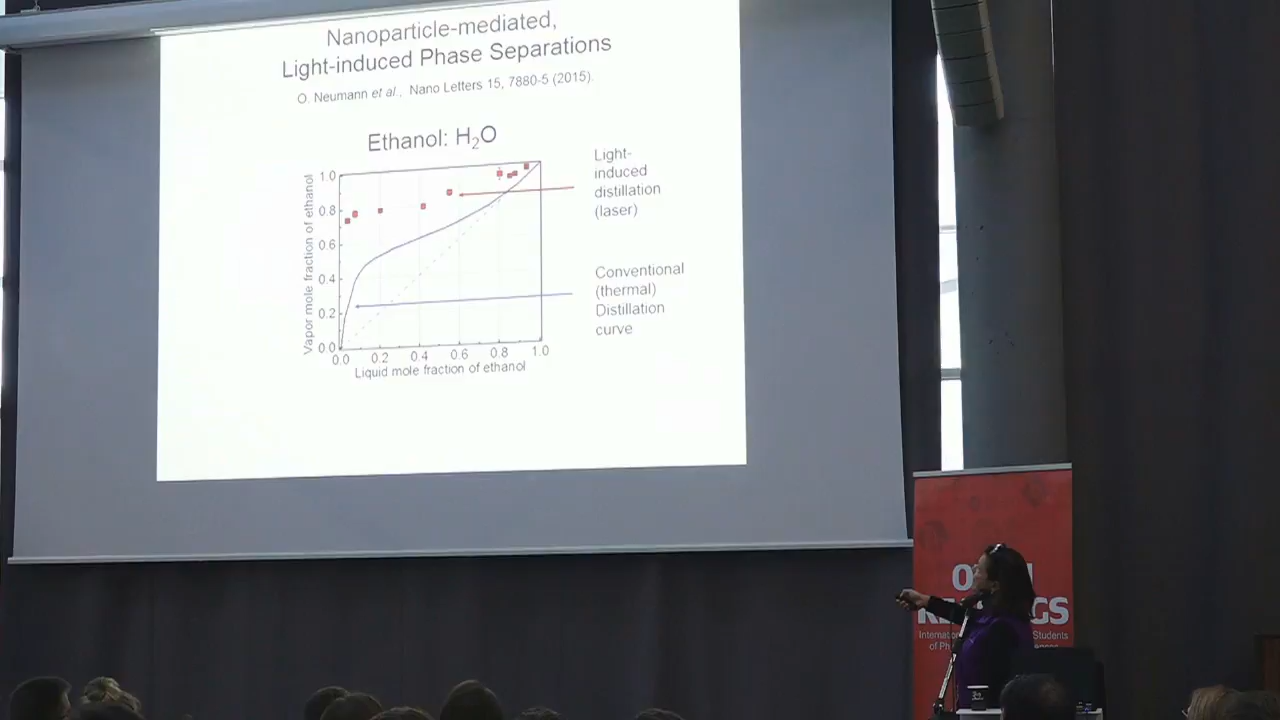 Nanoparticle-mediated,
Light-induced Phase Separations
O. Neumann et al., Nano Letters 15, 7880-5 (2015).
Ethanol: H₂O
Vapor mole fraction of ethanol
1.0
0.8
0.6
0.4
0.2
0.0
0.0 0.2 0.4 0.6 0.8 1.0
Liquid mole fraction of ethanol
Light-
induced
distillation
(laser)
Conventional
(thermal)
Distillation
curve
Students
of